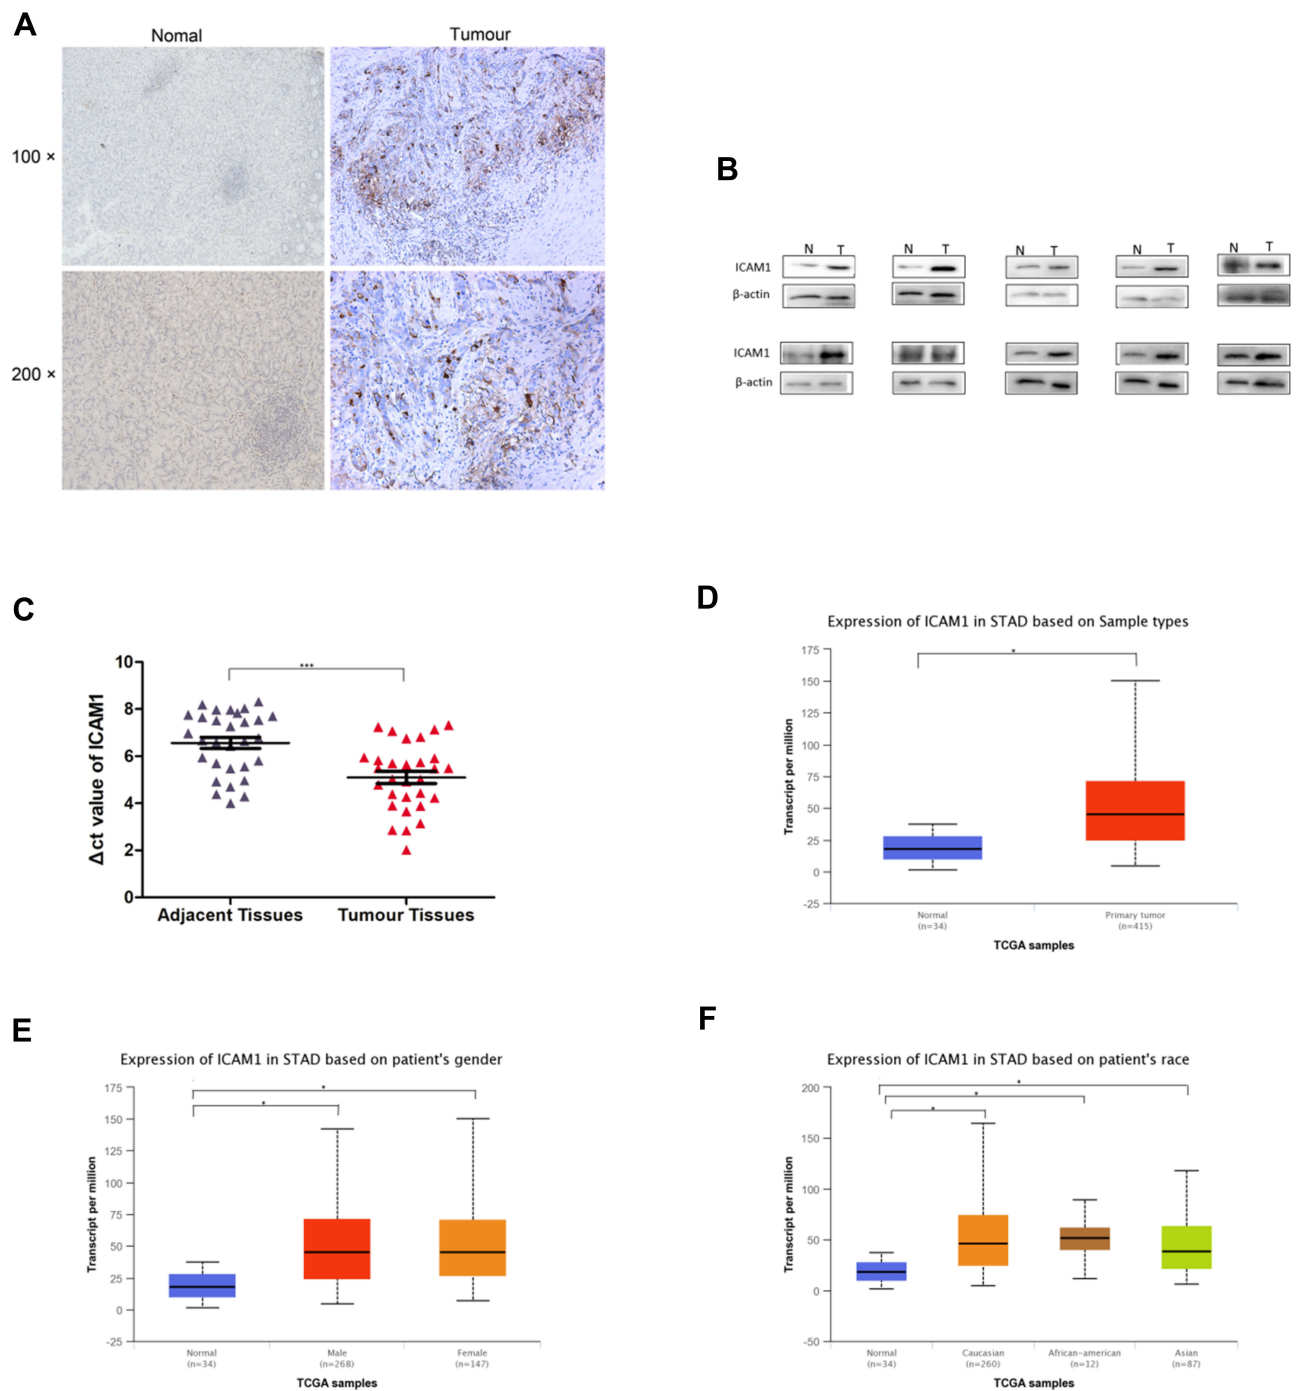 A
Nomal
Tumour
100 ×
200 ×
B
N T
N T
N T
N T
N T
ICAM1
β-actin
ICAM1
β-actin
C
***
10
8
6
4
2
0
Δct value of ICAM1
Adjacent Tissues
Tumour Tissues
D
Expression of ICAM1 in STAD based on Sample types
*
175
150
125
100
75
50
25
0
-25
Transcript per million
Normal
(n=34)
Primary tumor
(n=415)
TCGA samples
E
Expression of ICAM1 in STAD based on patient's gender
*
*
175
150
125
100
75
50
25
0
-25
Transcript per million
Normal
(n=34)
Male
(n=268)
Female
(n=147)
TCGA samples
F
Expression of ICAM1 in STAD based on patient's race
*
*
*
200
150
100
50
0
-50
Transcript per million
Normal
(n=34)
Caucasian
(n=260)
African-american
(n=12)
Asian
(n=87)
TCGA samples